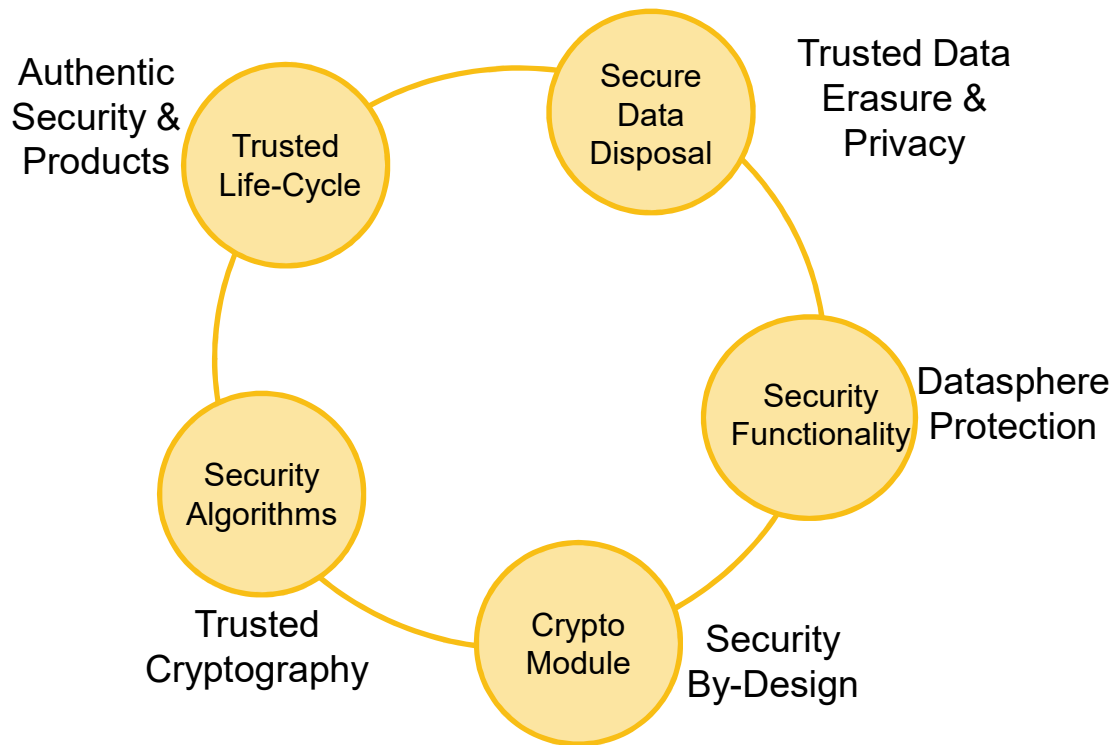 Authentic
Security &
Products
Trusted
Life-Cycle
Secure
Data
Disposal
Trusted Data
Erasure &
Privacy
Security
Functionality
Datasphere
Protection
Crypto
Module
Security
By-Design
Security
Algorithms
Trusted
Cryptography